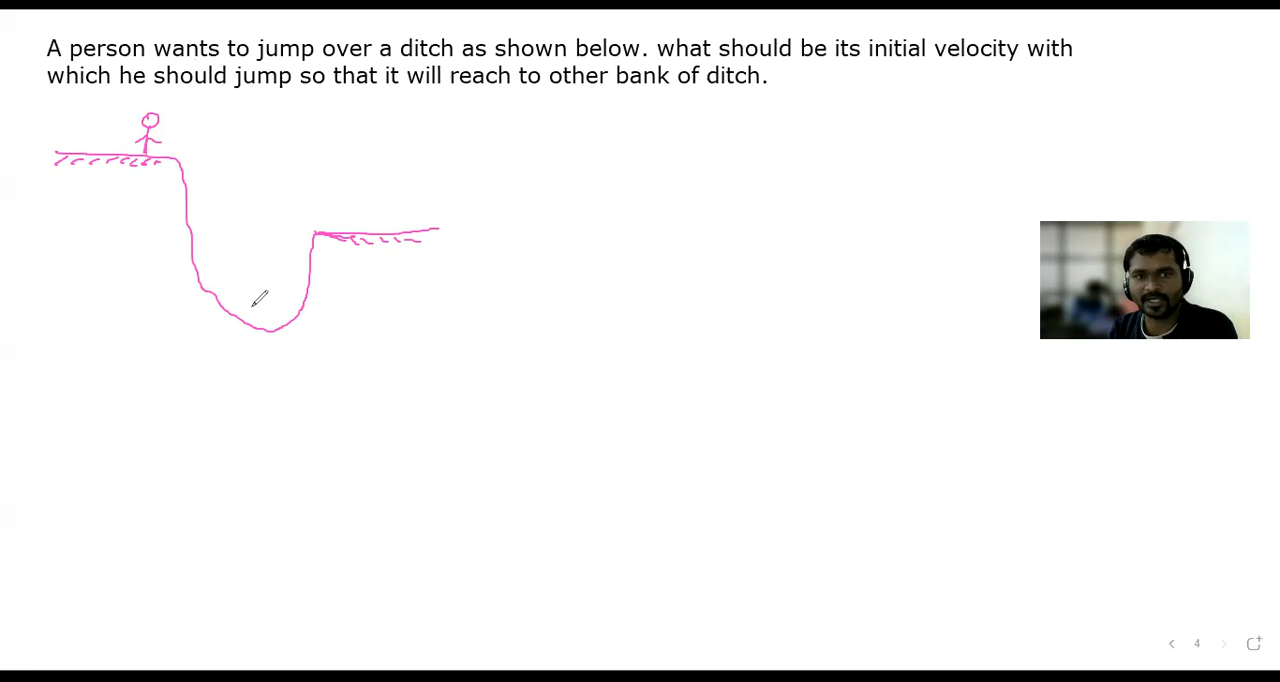 A person wants to jump over a ditch as shown below. what should be its initial velocity with
which he should jump so that it will reach to other bank of ditch.
4